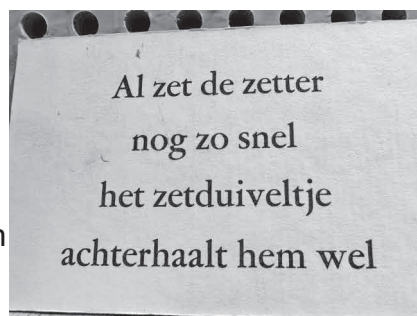 Al zet de zetter
nog zo snel
het zetduiveltje
achterhaalt hem wel